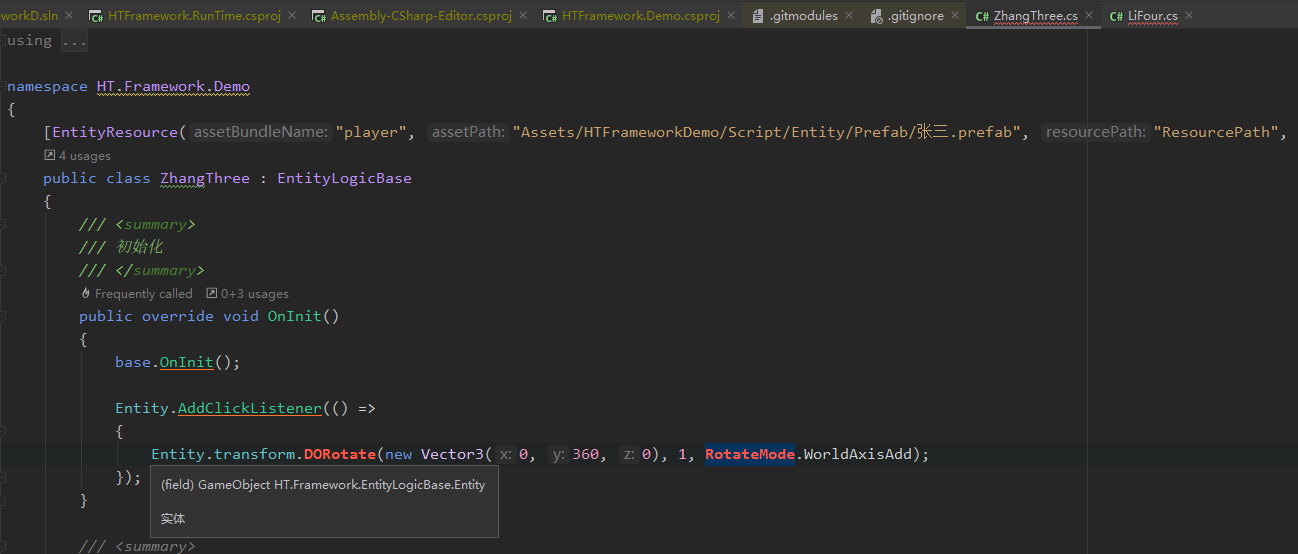 eworkD.sln × HTFramework.RunTime.csproj × Assembly-CSharp-Editor.csproj × HTFramework.Demo.csproj × .gitmodules × .gitignore × C# ZhangThree.cs × C# LiFour.cs ×
using ...
namespace HT.Framework.Demo
{
[EntityResource( assetBundleName: "player", assetPath: "Assets/HTFrameworkDemo/Script/Entity/Prefab/张三.prefab", resourcePath: "ResourcePath",
4 usages
public class ZhangThree : EntityLogicBase
{
/// <summary>
/// 初始化
/// </summary>
Frequently called 0+3 usages
public override void OnInit()
{
base.OnInit();
Entity.AddClickListener(() =>
{
Entity.transform.DORotate(new Vector3( x: 0, y: 360, z: 0), 1, RotateMode.WorldAxisAdd);
});
(field) GameObject HT.Framework.EntityLogicBase.Entity
实体
}
/// <summary>